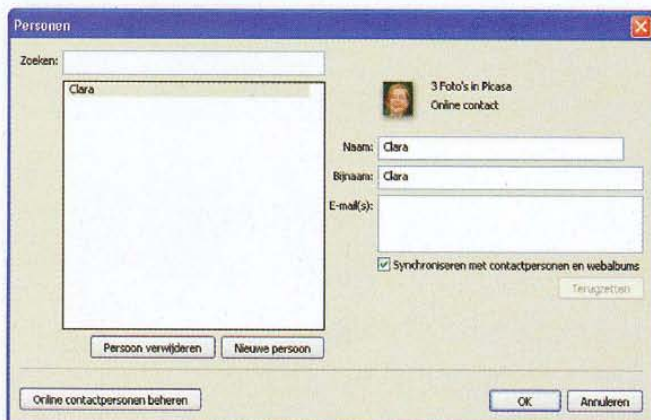 Personen
Zoeken:
Clara
3 Foto's in Picasa
Online contact
Naam: Clara
Bijnaam: Clara
E-mail(s):
Synchroniseren met contactpersonen en webalbums
Terugzetten
Persoon verwijderen Nieuwe persoon
Online contactpersonen beheren OK Annuleren